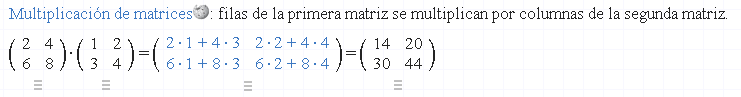 Multiplicación de matrices: filas de la primera matriz se multiplican por columnas de la segunda matriz.
( 2 4 ) · ( 1 2 ) = ( 2 · 1 + 4 · 3 2 · 2 + 4 · 4 ) = ( 14 20 )
( 6 8 ) ( 3 4 ) ( 6 · 1 + 8 · 3 6 · 2 + 8 · 4 ) ( 30 44 )